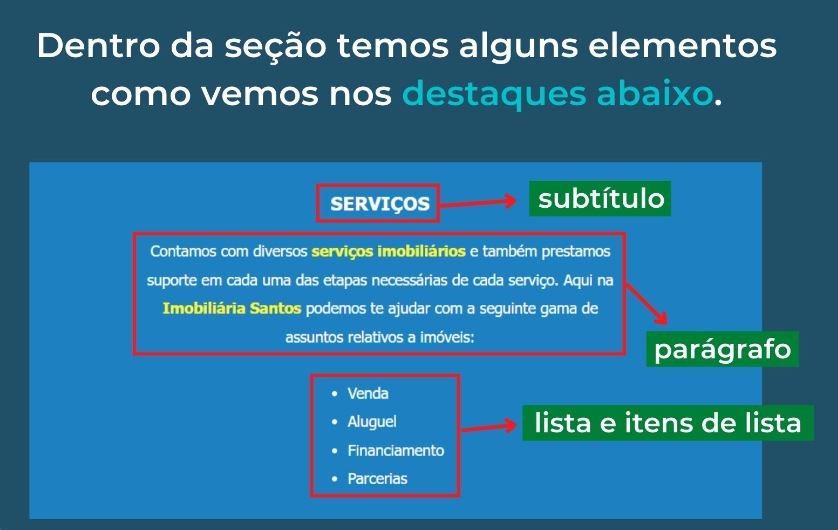 Dentro da seção temos alguns elementos
como vemos nos destaques abaixo.
SERVIÇOS
subtítulo
Contamos com diversos serviços imobiliários e também prestamos
suporte em cada uma das etapas necessárias de cada serviço. Aqui na
Imobiliária Santos podemos te ajudar com a seguinte gama de
assuntos relativos a imóveis:
parágrafo
• Venda
• Aluguel
• Financiamento
• Parcerias
lista e itens de lista